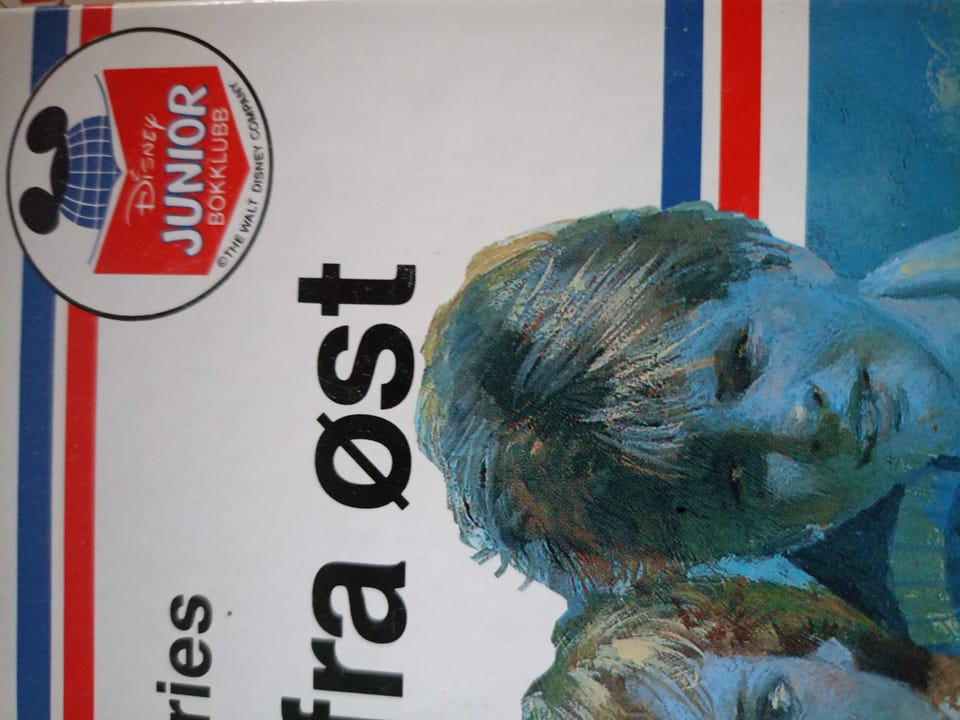 Disney
JUNIOR
BOKKLUBB
©THE WALT DISNEY COMPANY
ries
fra øst